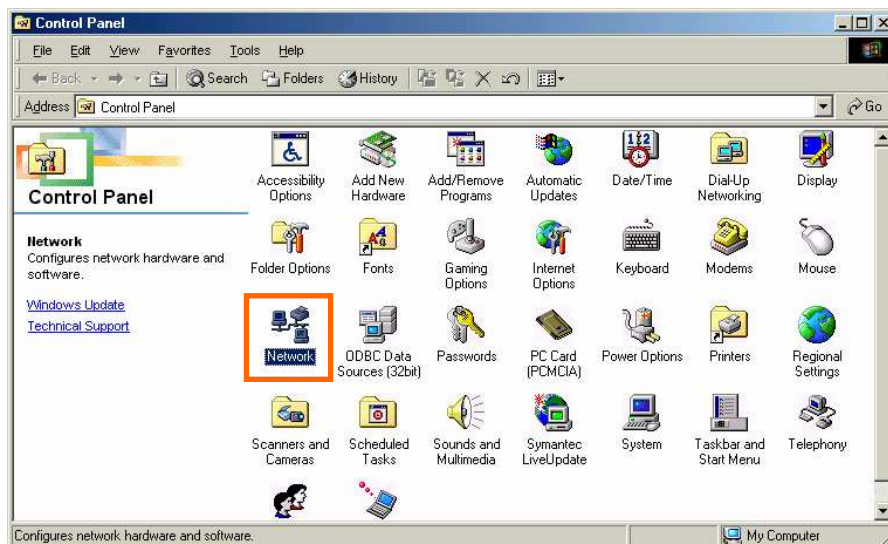 Control Panel
File Edit View Favorites Tools Help
Back Search Folders History
Address Control Panel Go
Control Panel
Network
Configures network hardware and
software.
Windows Update
Technical Support
Accessibility Options
Add New Hardware
Add/Remove Programs
Automatic Updates
Date/Time
Dial-Up Networking
Display
Folder Options
Fonts
Gaming Options
Internet Options
Keyboard
Modems
Mouse
Network
ODBC Data Sources (32bit)
Passwords
PC Card (PCMCIA)
Power Options
Printers
Regional Settings
Scanners and Cameras
Scheduled Tasks
Sounds and Multimedia
Symantec LiveUpdate
System
Taskbar and Start Menu
Telephony
Configures network hardware and software.
My Computer